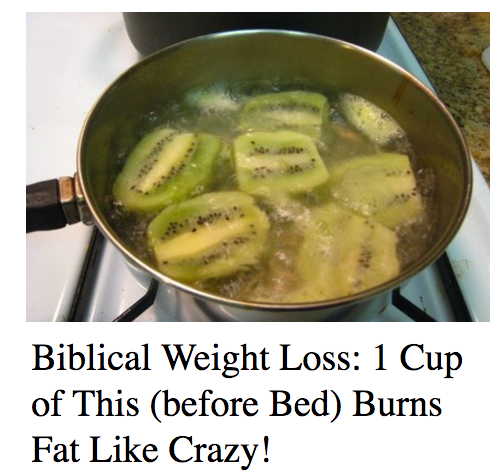 Biblical Weight Loss: 1 Cup
of This (before Bed) Burns
Fat Like Crazy!